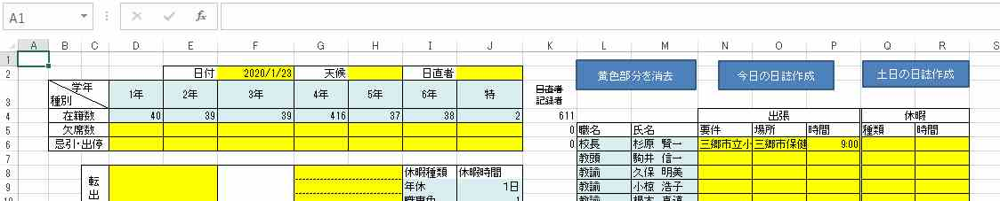 A1
fx
A B C D E F G H I J K L M N O P Q R S
1
2 日付 2020/1/23 天候 日直者
黄色部分を消去 今日の日誌作成 土日の日誌作成
3 学年 種別 1年 2年 3年 4年 5年 6年 特 日直者 記録者
4 在籍数 40 39 39 416 37 38 2 611 出張 休暇
5 欠席数 0 職名 氏名 要件 場所 時間 種類 時間
6 忌引・出停 0 校長 杉原 賢一 三郷市立小 三郷市保健 9:00
7 教頭 駒井 信一
8 転 休暇種類 休暇時間 教諭 久保 明美
9 出 年休 1日 教諭 小椋 浩子